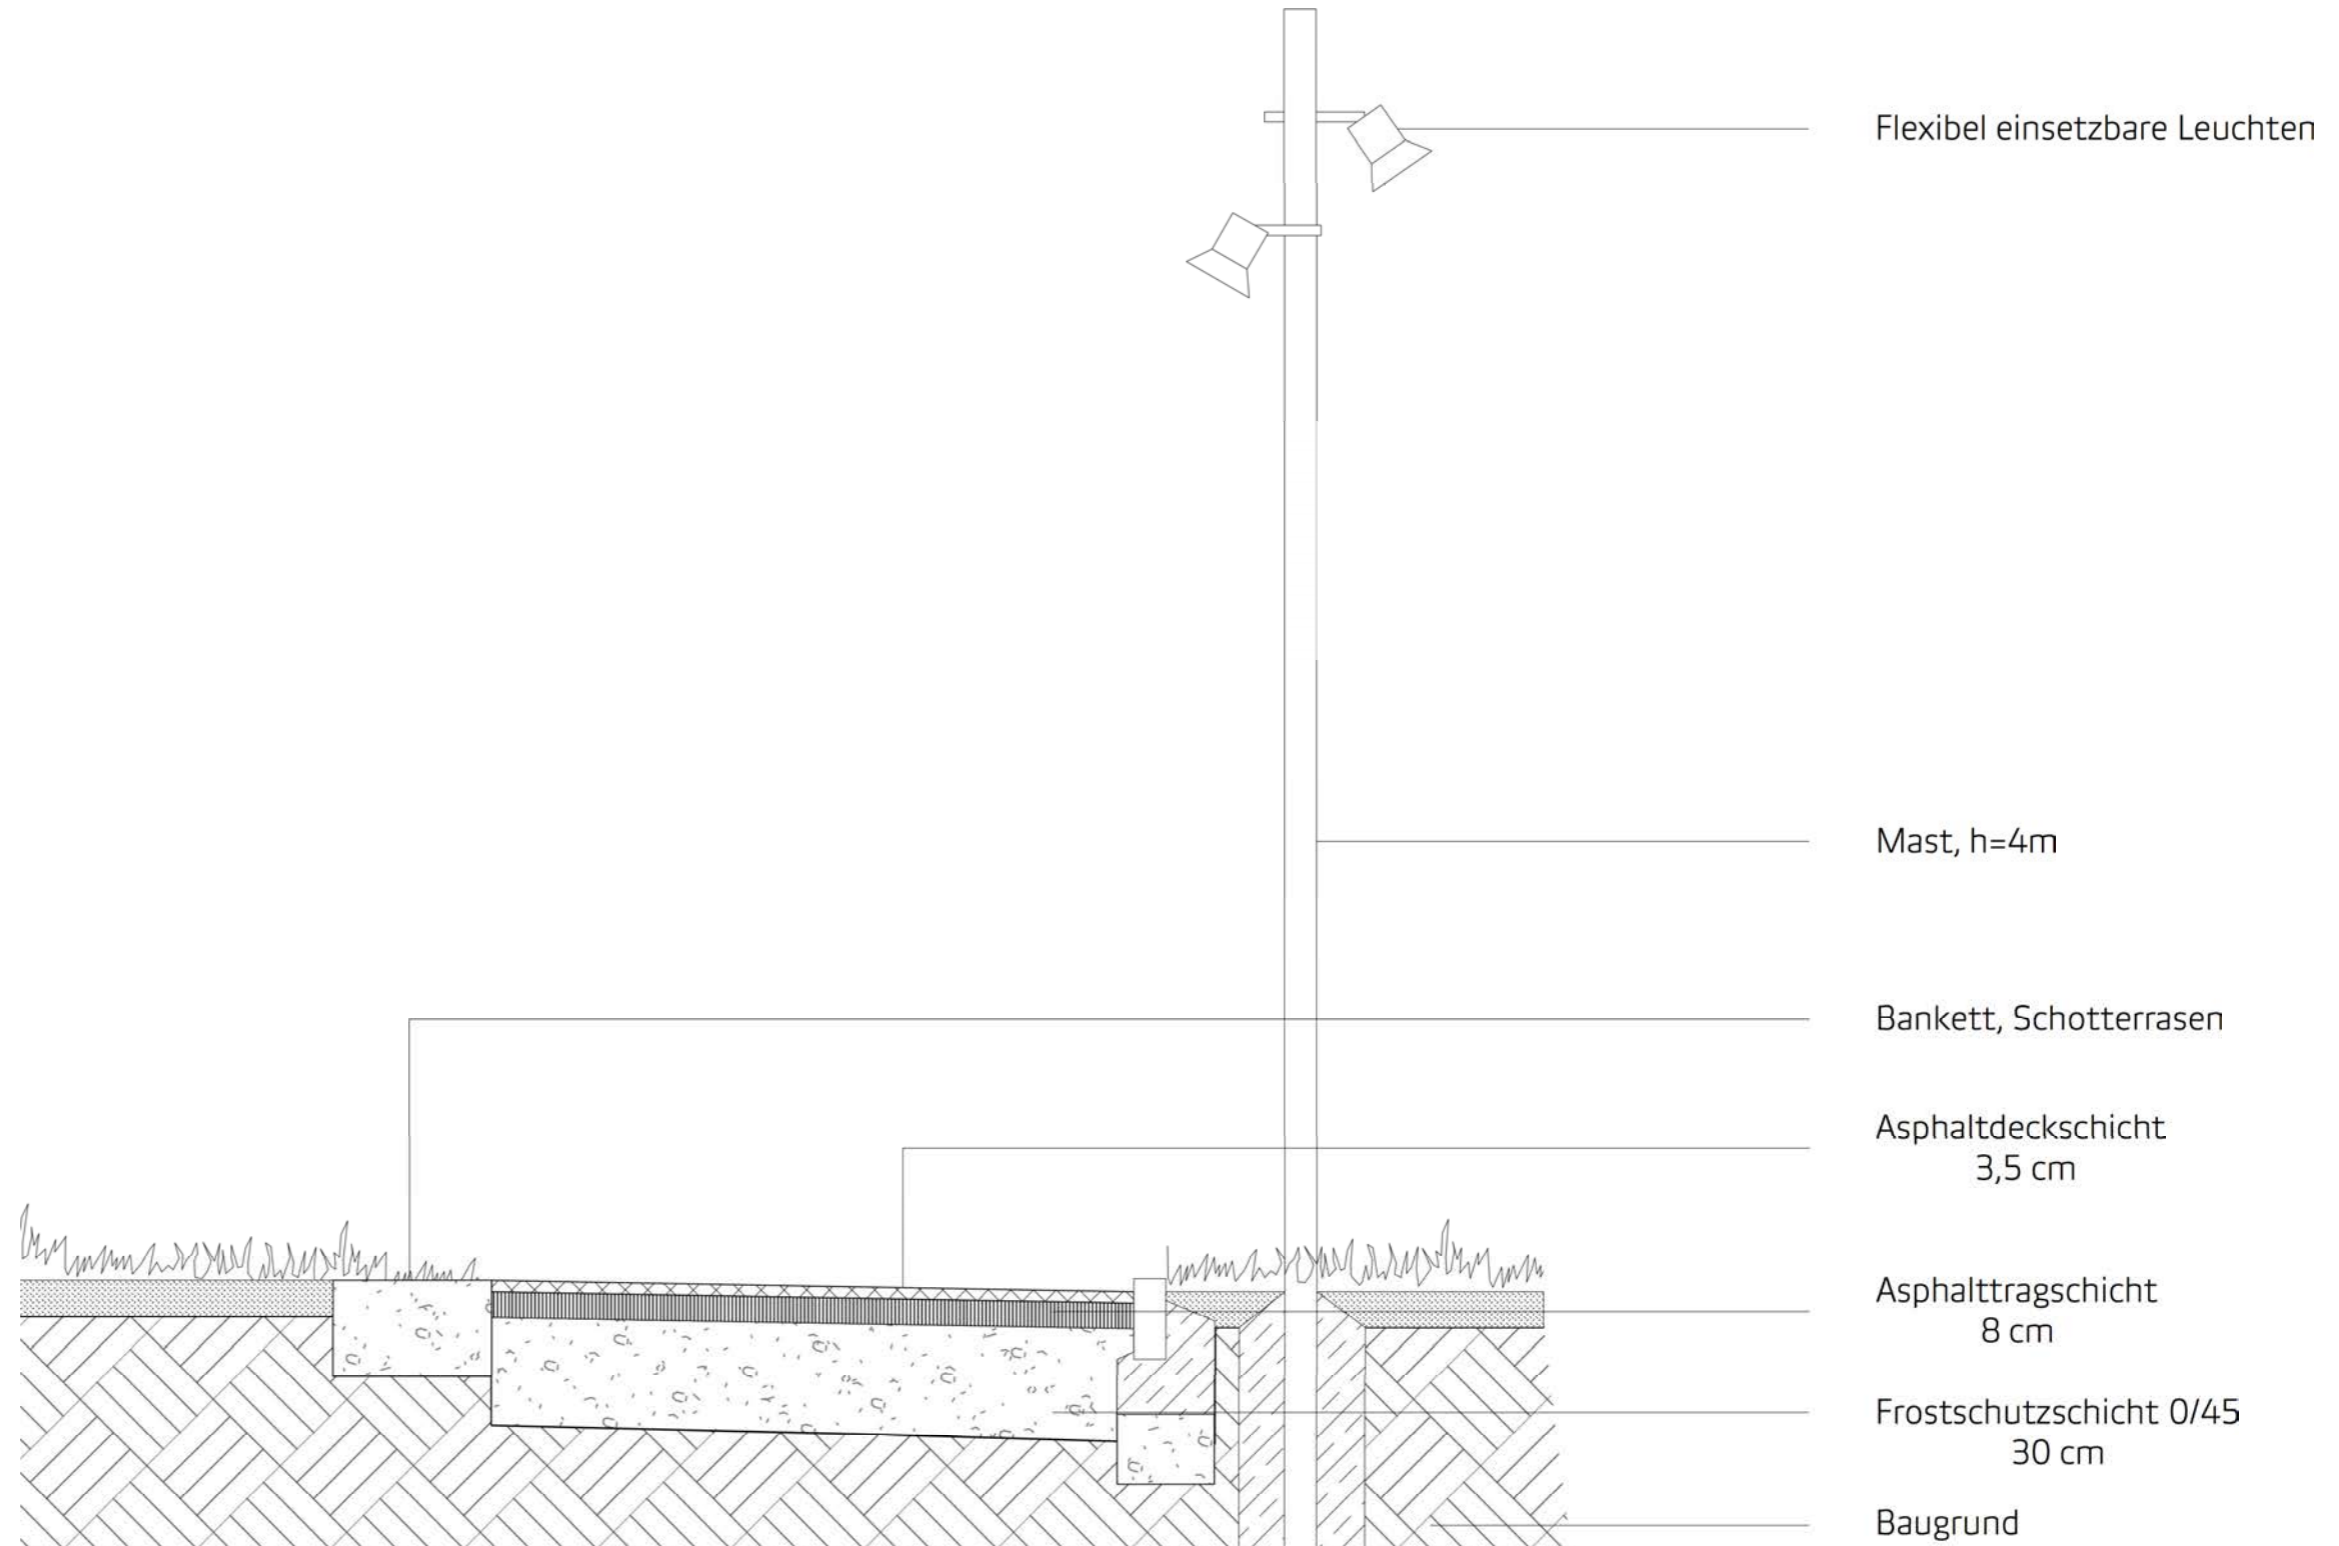 Flexibel einsetzbare Leuchten
Mast, h=4m
Bankett, Schotterrasen
Asphaltdeckschicht
3,5 cm
Asphalttragschicht
8 cm
Frostschutzschicht 0/45
30 cm
Baugrund